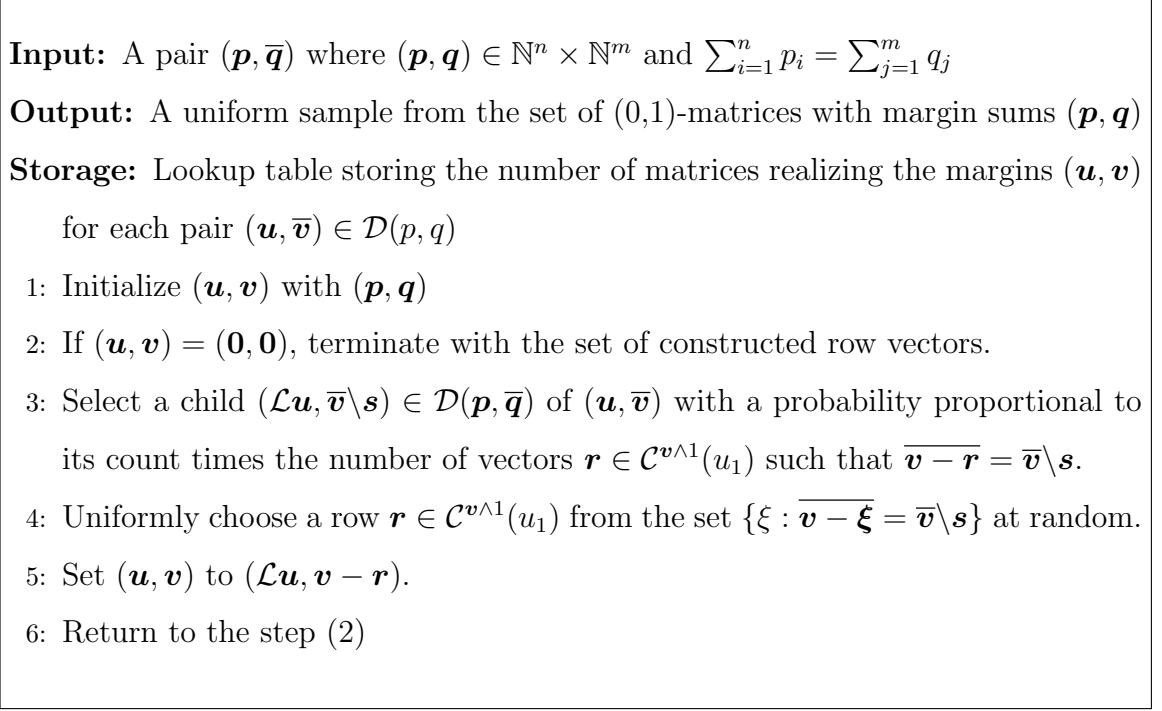 Input: A pair (p, q̅) where (p, q) ∈ ℕⁿ × ℕᵐ and ∑ⁿᵢ₌₁ pᵢ = ∑ᵐⱼ₌₁ qⱼ
Output: A uniform sample from the set of (0,1)-matrices with margin sums (p, q)
Storage: Lookup table storing the number of matrices realizing the margins (u, v)
for each pair (u, v̅) ∈ 𝒟(p, q)
1: Initialize (u, v) with (p, q)
2: If (u, v) = (0, 0), terminate with the set of constructed row vectors.
3: Select a child (ℒu, v̅\s) ∈ 𝒟(p, q̅) of (u, v̅) with a probability proportional to
its count times the number of vectors r ∈ 𝒞^{v∧1}(u₁) such that \overline{v − r} = v̅\s.
4: Uniformly choose a row r ∈ 𝒞^{v∧1}(u₁) from the set {ξ : \overline{v − ξ} = v̅\s} at random.
5: Set (u, v) to (ℒu, v − r).
6: Return to the step (2)